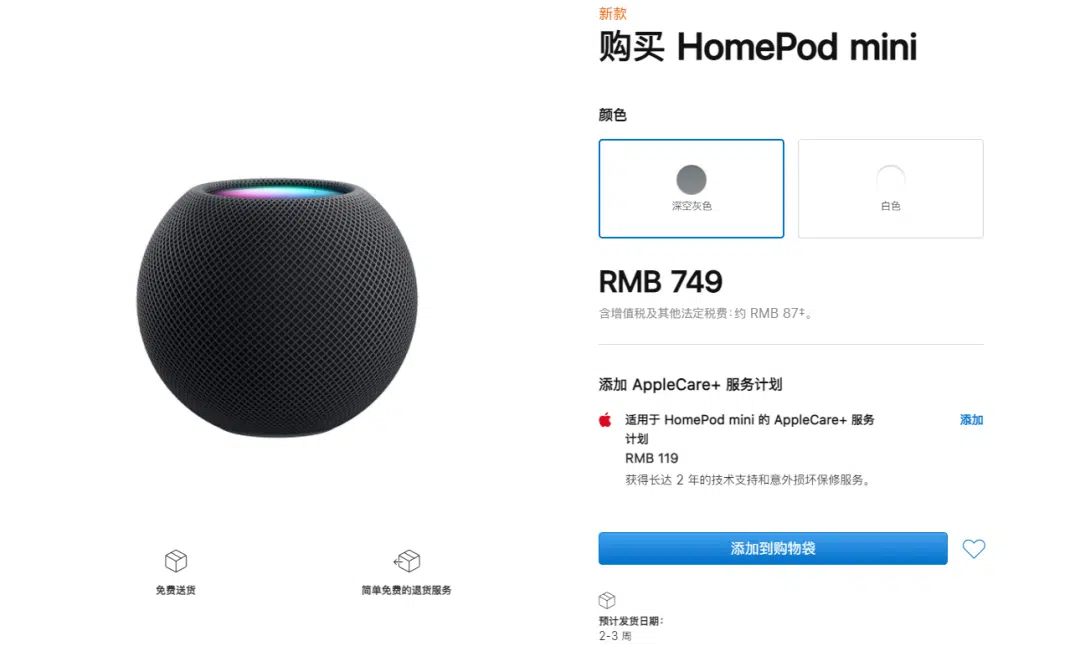 新款
购买 HomePod mini
颜色
深空灰色
白色
RMB 749
含增值税及其他法定税费：约 RMB 87‡。
添加 AppleCare+ 服务计划
适用于 HomePod mini 的 AppleCare+ 服务
计划
添加
RMB 119
获得长达 2 年的技术支持和意外损坏保修服务。
添加到购物袋
免费送货
简单免费的退货服务
预计发货日期：
2-3 周